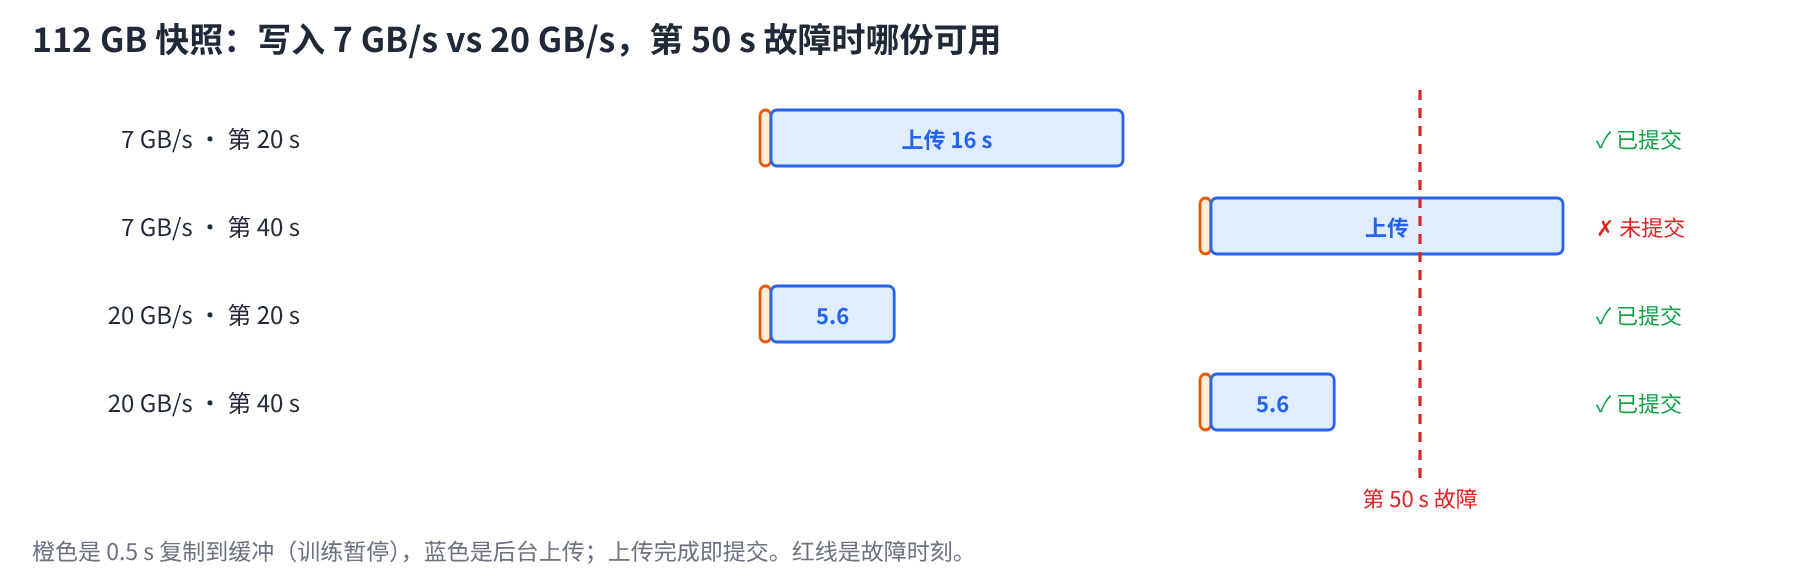 112 GB 快照：写入 7 GB/s vs 20 GB/s，第 50 s 故障时哪份可用
7 GB/s · 第 20 s
上传 16 s
✓ 已提交
7 GB/s · 第 40 s
上传
✗ 未提交
20 GB/s · 第 20 s
5.6
✓ 已提交
20 GB/s · 第 40 s
5.6
✓ 已提交
第 50 s 故障
橙色是 0.5 s 复制到缓冲（训练暂停），蓝色是后台上传；上传完成即提交。红线是故障时刻。